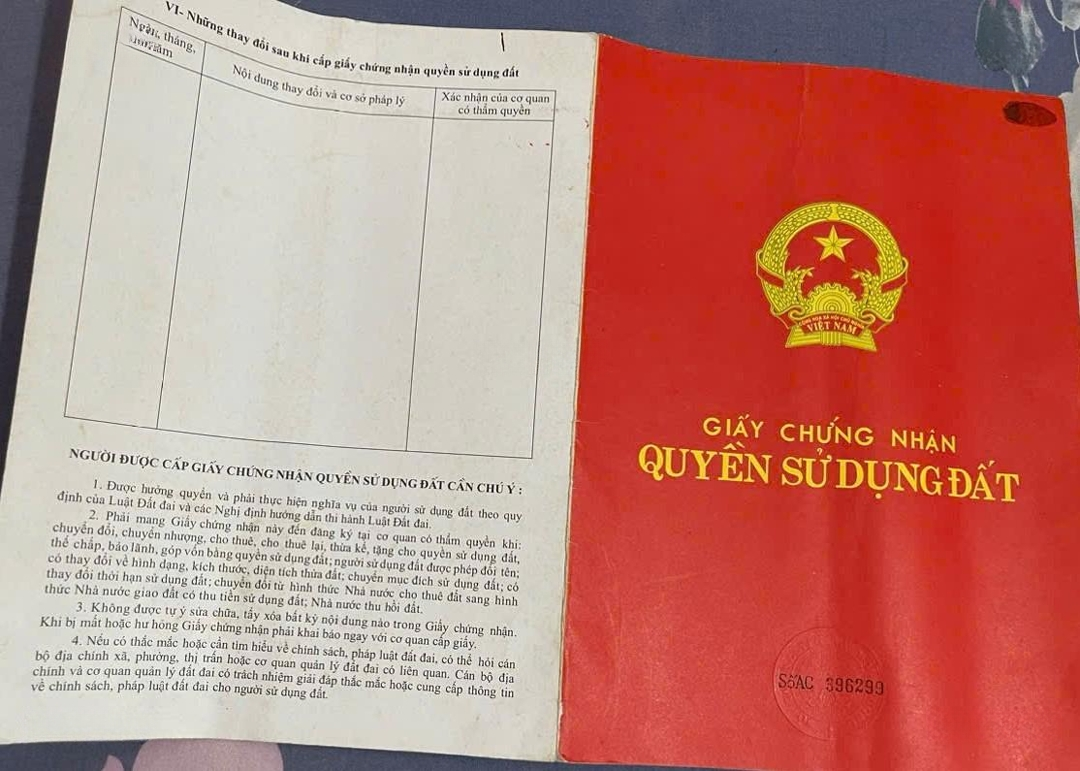 VI- Những thay đổi sau khi cấp giấy chứng nhận quyền sử dụng đất
Ngày, tháng,
năm
Nội dung thay đổi và cơ sở pháp lý
Xác nhận của cơ quan
có thẩm quyền
NGƯỜI ĐƯỢC CẤP GIẤY CHỨNG NHẬN QUYỀN SỬ DỤNG ĐẤT CẦN CHÚ Ý :
1. Được hưởng quyền và phải thực hiện nghĩa vụ của người sử dụng đất theo quy
định của Luật Đất đai và các Nghị định hướng dẫn thi hành Luật Đất đai.
2. Phải mang Giấy chứng nhận này đến đăng ký tại cơ quan có thẩm quyền khi:
chuyển đổi, chuyển nhượng, cho thuê, cho thuê lại, thừa kế, tặng cho quyền sử dụng đất,
thế chấp, bảo lãnh, góp vốn bằng quyền sử dụng đất; người sử dụng đất được phép đổi tên;
có thay đổi về hình dạng, kích thước, diện tích thửa đất; chuyển mục đích sử dụng đất; có
thay đổi thời hạn sử dụng đất; chuyển đổi từ hình thức Nhà nước cho thuê đất sang hình
thức Nhà nước giao đất có thu tiền sử dụng đất; Nhà nước thu hồi đất.
3. Không được tự ý sửa chữa, tẩy xóa bất kỳ nội dung nào trong Giấy chứng nhận.
Khi bị mất hoặc hư hỏng Giấy chứng nhận phải khai báo ngay với cơ quan cấp giấy.
4. Nếu có thắc mắc hoặc cần tìm hiểu về chính sách, pháp luật đất đai, có thể hỏi cán
bộ địa chính xã, phường, thị trấn hoặc cơ quan quản lý đất đai có liên quan. Cán bộ địa
chính và cơ quan quản lý đất đai có trách nhiệm giải đáp thắc mắc hoặc cung cấp thông tin
về chính sách, pháp luật đất đai cho người sử dụng đất.
CỘNG HÒA XÃ HỘI CHỦ NGHĨA
VIỆT NAM
GIẤY CHỨNG NHẬN
QUYỀN SỬ DỤNG ĐẤT
Số AC 396299